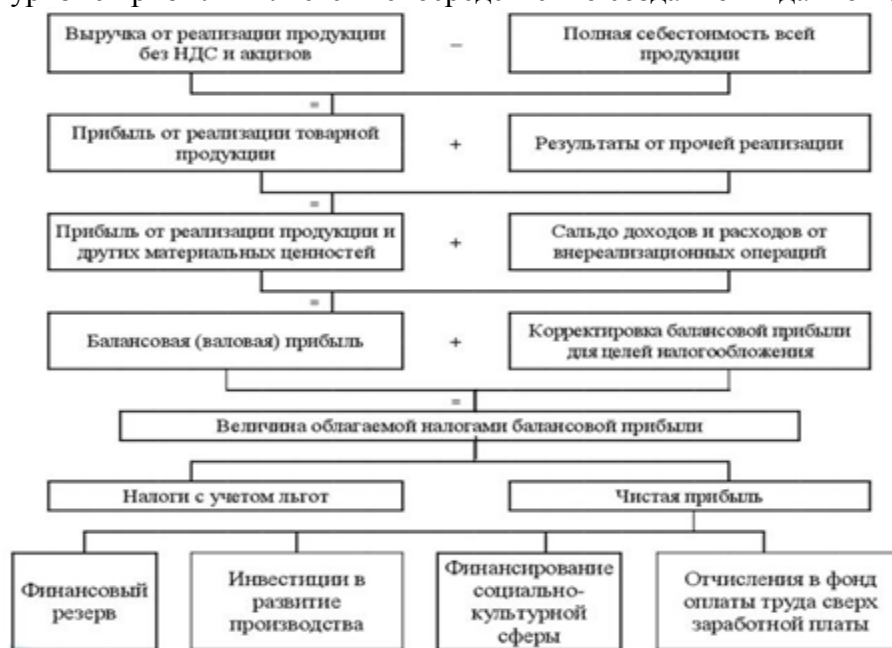 Выручка от реализации продукции
без НДС и акцизов
–
Полная себестоимость всей
продукции
=
Прибыль от реализации товарной
продукции
+
Результаты от прочей реализации
=
Прибыль от реализации продукции и
других материальных ценностей
+
Сальдо доходов и расходов от
внереализационных операций
=
Балансовая (валовая) прибыль
+
Корректировка балансовой прибыли
для целей налогообложения
=
Величина облагаемой налогами балансовой прибыли
Налоги с учетом льгот
Чистая прибыль
Финансовый
резерв
Инвестиции в
развитие
производства
Финансирование
социально-
культурной
сферы
Отчисления в фонд
оплаты труда сверх
заработной платы